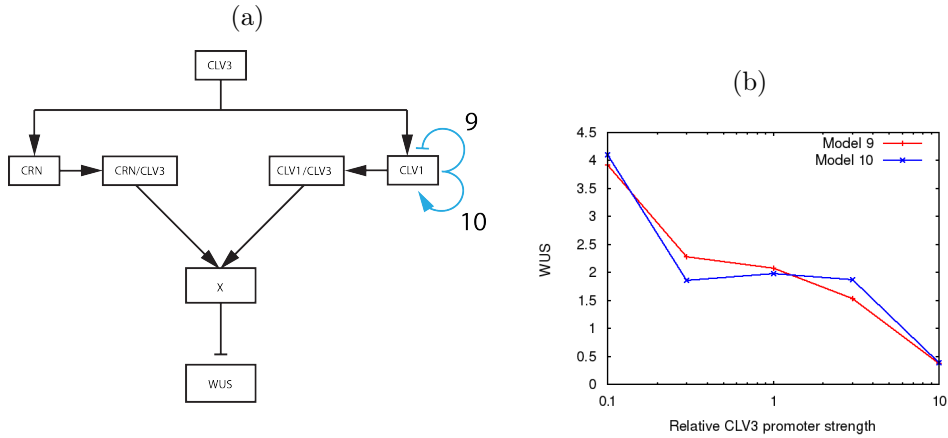 (a)
CLV3
9
CRN
CRN/CLV3
CLV1/CLV3
CLV1
10
X
WUS
(b)
Model 9
Model 10
4.5
4
3.5
3
2.5
2
1.5
1
0.5
0
WUS
0.1
1
10
Relative CLV3 promoter strength